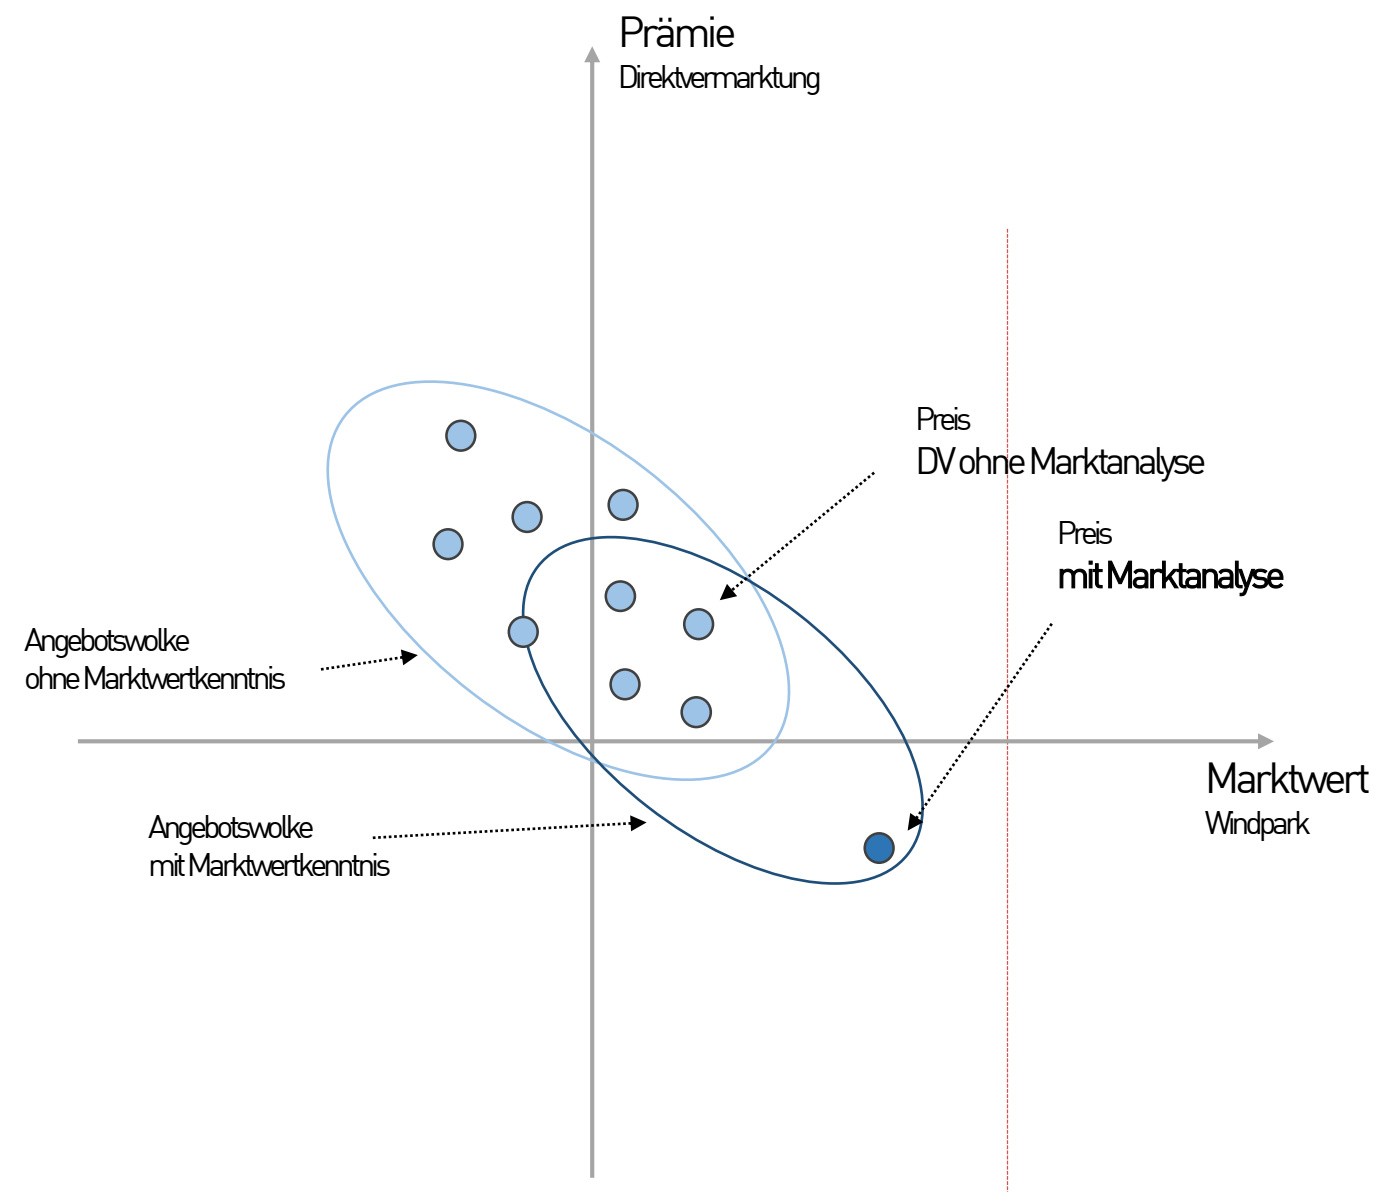 Prämie
Direktvermarktung
Preis
DV ohne Marktanalyse
Preis
mit Marktanalyse
Angebotswolke
ohne Marktwertkenntnis
Marktwert
Windpark
Angebotswolke
mit Marktwertkenntnis